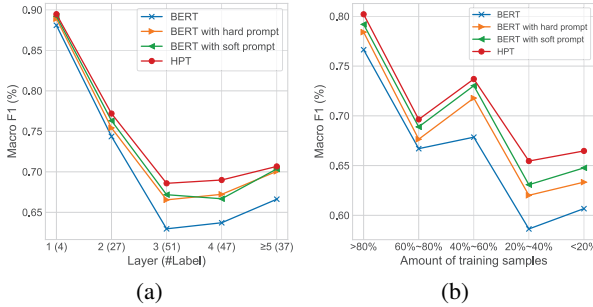 0,90
0,85
0,80
0,75
0,70
0,65
Macro F1 (%)
BERT
BERT with hard prompt
BERT with soft prompt
HPT
1 (4) 2 (27) 3 (51) 4 (47) ≥5 (37)
Layer (#Label)
(a)
0,80
0,75
0,70
0,65
0,60
Macro F1 (%)
BERT
BERT with hard prompt
BERT with soft prompt
HPT
>80% 60%~80% 40%~60% 20%~40% <20%
Amount of training samples
(b)